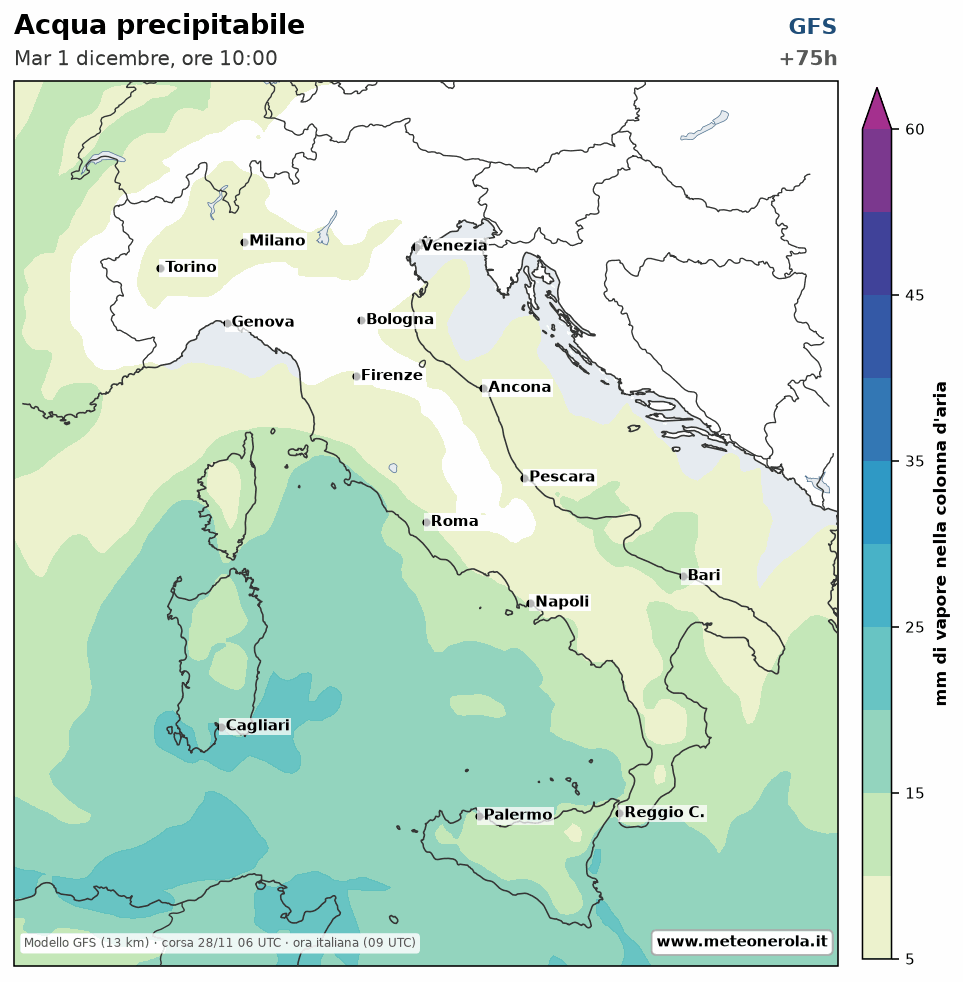 Acqua precipitabile
GFS
Mar 1 dicembre, ore 10:00
+75h
60
45
35
25
15
5
mm di vapore nella colonna d'aria
Milano
Venezia
Torino
Genova
Bologna
Firenze
Ancona
Pescara
Roma
Bari
Napoli
Cagliari
Palermo
Reggio C.
Modello GFS (13 km) · corsa 28/11 06 UTC · ora italiana (09 UTC)
www.meteonerola.it